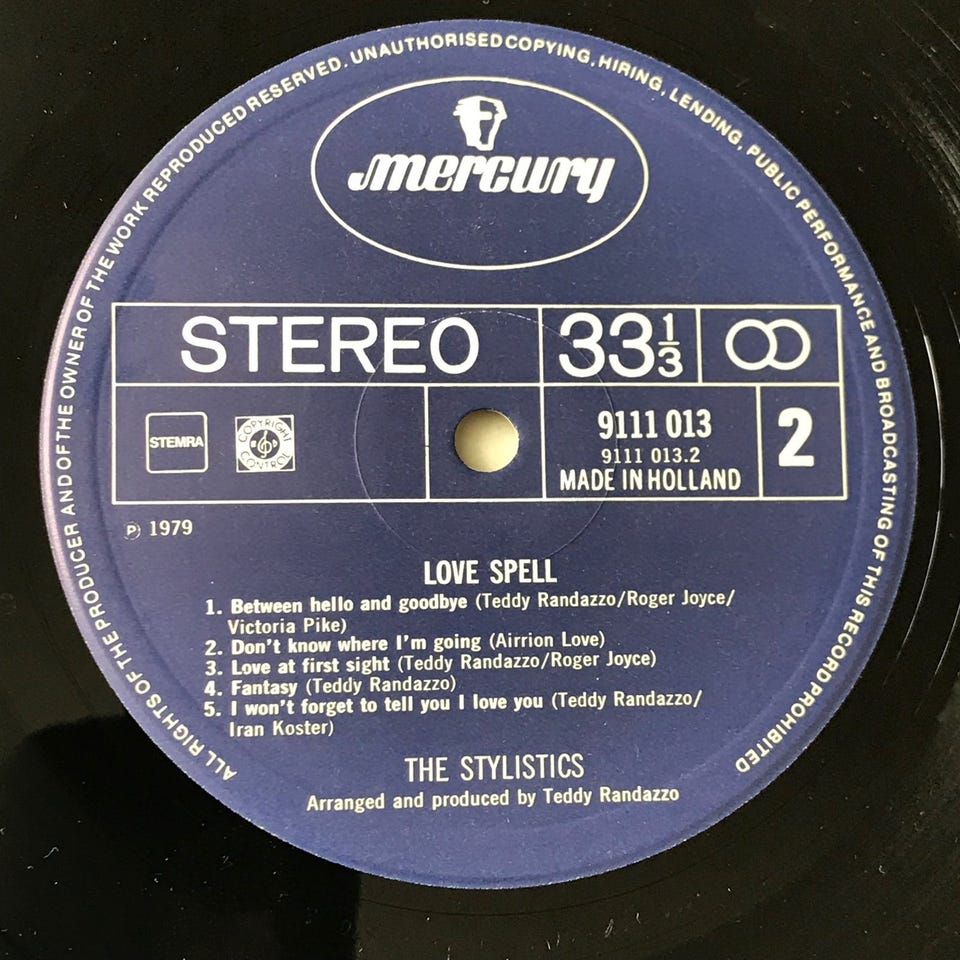 ALL RIGHTS OF THE PRODUCER AND OF THE OWNER OF THE WORK REPRODUCED RESERVED. UNAUTHORISED COPYING, HIRING, LENDING, PUBLIC PERFORMANCE AND BROADCASTING OF THIS RECORD PROHIBITED
mercury
STEREO 33 1/3
STEMRA
COPYRIGHT CONTROL
9111 013
9111 013.2
MADE IN HOLLAND
2
℗ 1979
LOVE SPELL
1. Between hello and goodbye (Teddy Randazzo/Roger Joyce/
Victoria Pike)
2. Don't know where I'm going (Airrion Love)
3. Love at first sight (Teddy Randazzo/Roger Joyce)
4. Fantasy (Teddy Randazzo)
5. I won't forget to tell you I love you (Teddy Randazzo/
Iran Koster)
THE STYLISTICS
Arranged and produced by Teddy Randazzo